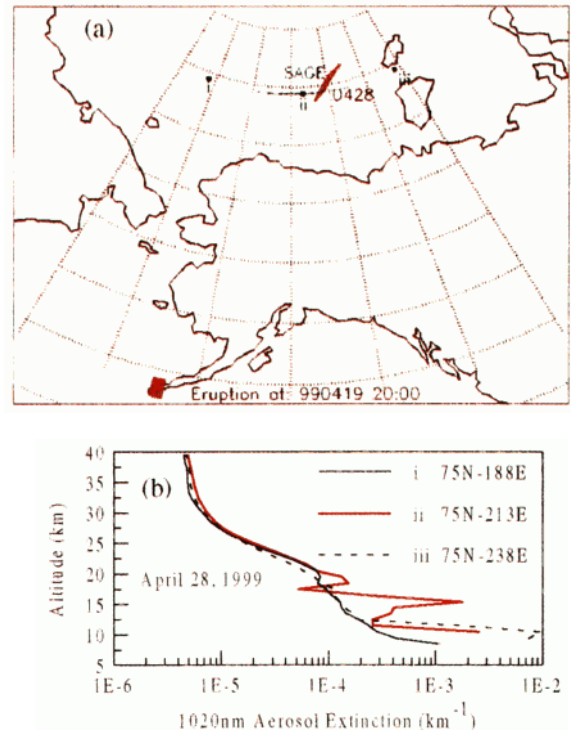 (a)
SAGE
i
ii
iii
U428
Eruption at: 990419 20:00
(b)
i 75N-188E
ii 75N-213E
iii 75N-238E
April 28, 1999
Altitude (km)
40
35
30
25
20
15
10
5
1E-6 1E-5 1E-4 1E-3 1E-2
1020nm Aerosol Extinction (km⁻¹)